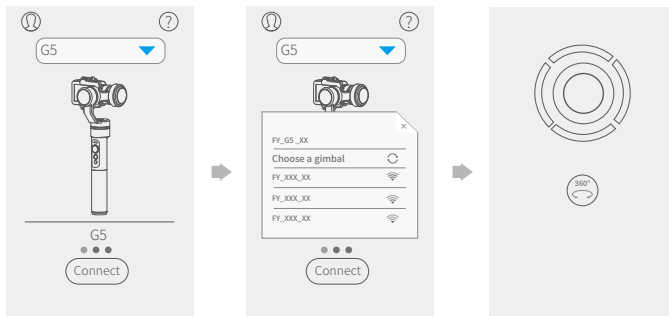 ?
G5
G5
Connect
?
G5
×
FY_G5 _XX
Choose a gimbal
FY_XXX_XX
FY_XXX_XX
FY_XXX_XX
Connect
360°